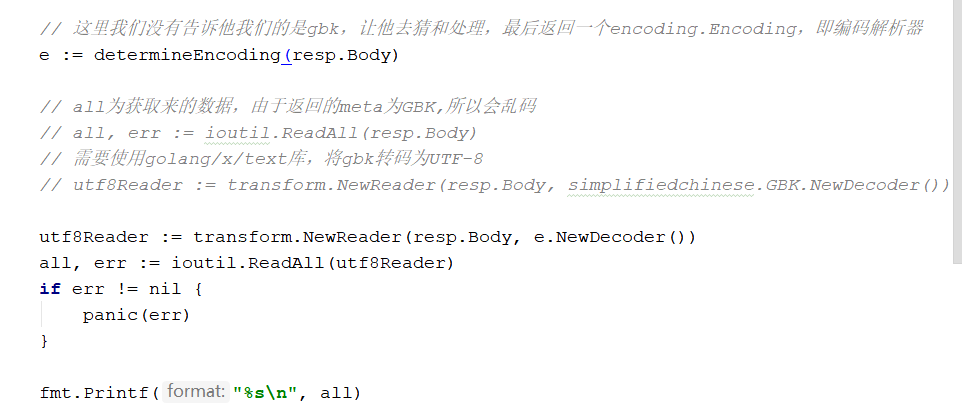 // 这里我们没有告诉他我们的是gbk，让他去猜和处理，最后返回一个encoding.Encoding，即编码解析器
e := determineEncoding(resp.Body)
// all为获取来的数据，由于返回的meta为GBK,所以会乱码
// all, err := ioutil.ReadAll(resp.Body)
// 需要使用golang/x/text库，将gbk转码为UTF-8
// utf8Reader := transform.NewReader(resp.Body, simplifiedchinese.GBK.NewDecoder())
utf8Reader := transform.NewReader(resp.Body, e.NewDecoder())
all, err := ioutil.ReadAll(utf8Reader)
if err != nil {
    panic(err)
}
fmt.Printf( format: "%s\n", all)